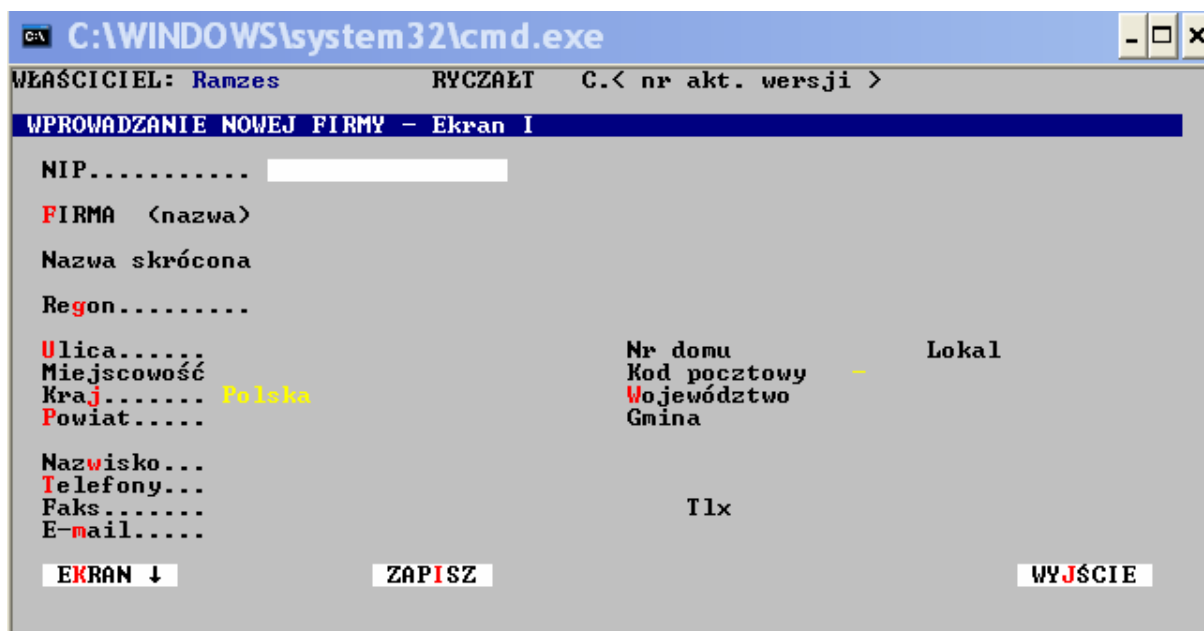 C:\WINDOWS\system32\cmd.exe
WŁAŚCICIEL: Ramzes RYCZAŁT C.< nr akt. wersji >
WPROWADZANIE NOWEJ FIRMY - Ekran I
NIP...........
FIRMA <nazwa>
Nazwa skrócona
Regon.........
Ulica...... Nr domu Lokal
Miejscowość Kod pocztowy -
Kraj....... Polska Województwo
Powiat..... Gmina
Nazwisko...
Telefony...
Faks....... Tlx
E-mail.....
EKRAN ↓ ZAPISZ WYJŚCIE